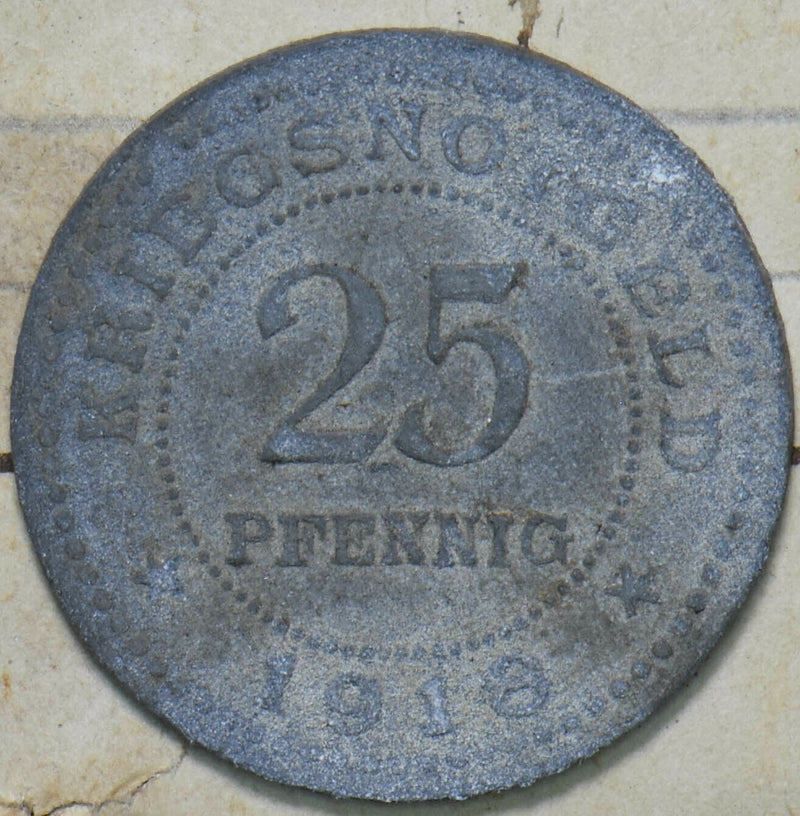 KRIEGSNOTGELD
25
PFENNIG
1918